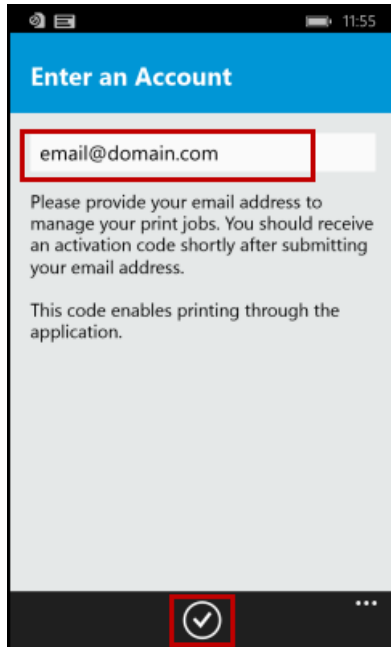 11:55
Enter an Account
email@domain.com
Please provide your email address to
manage your print jobs. You should receive
an activation code shortly after submitting
your email address.
This code enables printing through the
application.